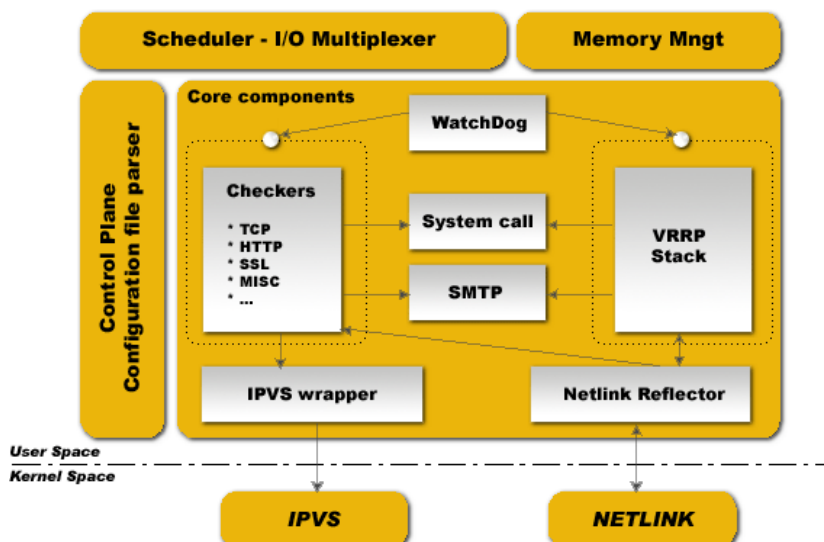 Scheduler - I/O Multiplexer
Memory Mngt
Control Plane
Configuration file parser
Core components
WatchDog
Checkers
* TCP
* HTTP
* SSL
* MISC
* ...
System call
SMTP
VRRP
Stack
IPVS wrapper
Netlink Reflector
User Space
Kernel Space
IPVS
NETLINK